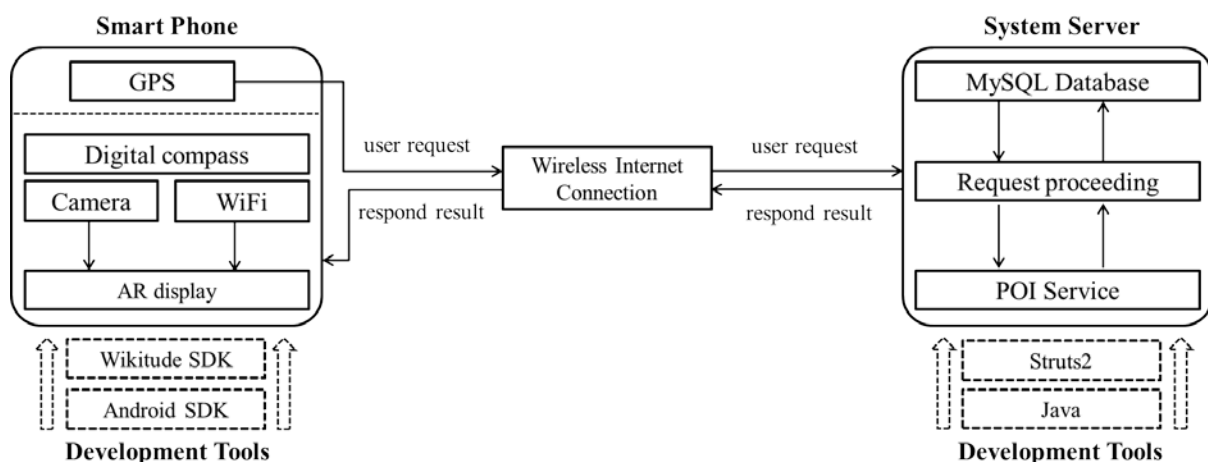 Smart Phone
GPS
Digital compass
Camera
WiFi
AR display
Wikitude SDK
Android SDK
Development Tools
user request
respond result
Wireless Internet
Connection
user request
respond result
System Server
MySQL Database
Request proceeding
POI Service
Struts2
Java
Development Tools